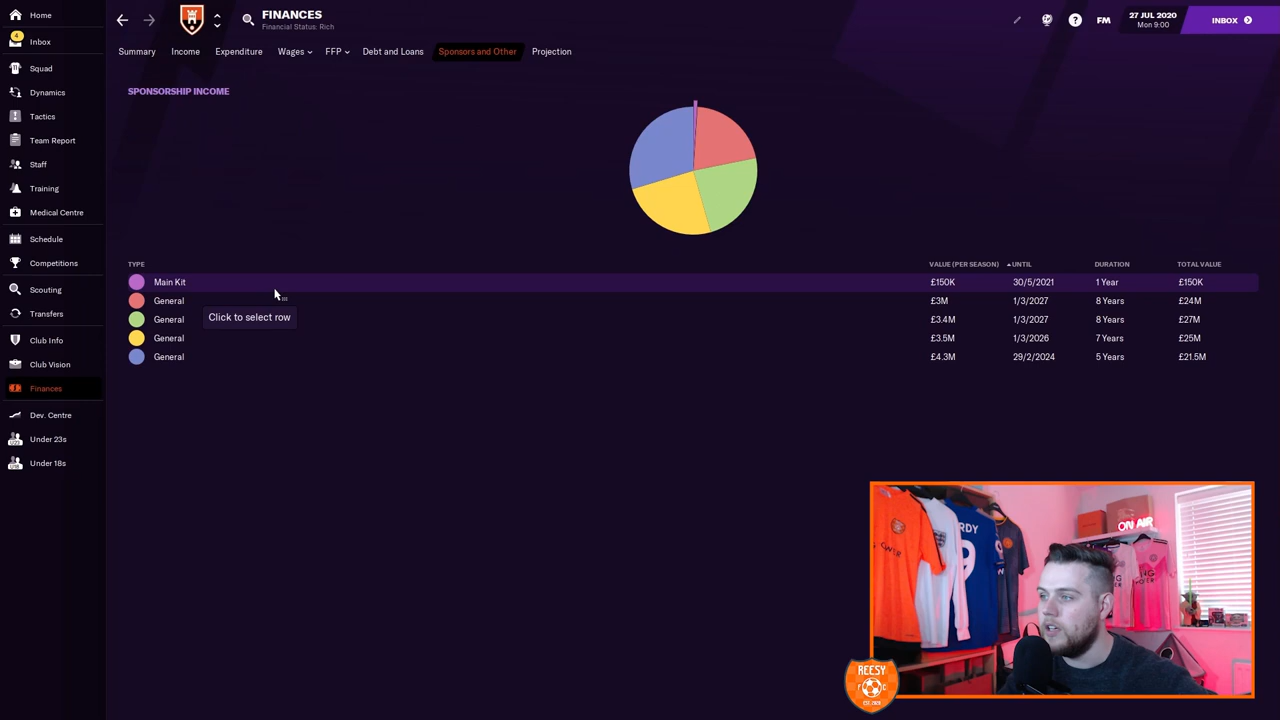 Home
FINANCES
Financial Status: Rich
FM
27 JUL 2020
Mon 9:00
INBOX
4
Inbox
Summary
Income
Expenditure
Wages
FFP
Debt and Loans
Sponsors and Other
Projection
Squad
Dynamics
Tactics
Team Report
Staff
Training
Medical Centre
Schedule
Competitions
Scouting
Transfers
Club Info
Club Vision
Finances
Dev. Centre
Under 23s
Under 18s
SPONSORSHIP INCOME
TYPE VALUE (PER SEASON) UNTIL DURATION TOTAL VALUE
Main Kit £150K 30/5/2021 1 Year £150K
General £3M 1/3/2027 8 Years £24M
General £3.4M 1/3/2027 8 Years £27M
General £3.5M 1/3/2026 7 Years £25M
General £4.3M 29/2/2024 5 Years £21.5M
Click to select row
ON AIR
RDY
9
REESY